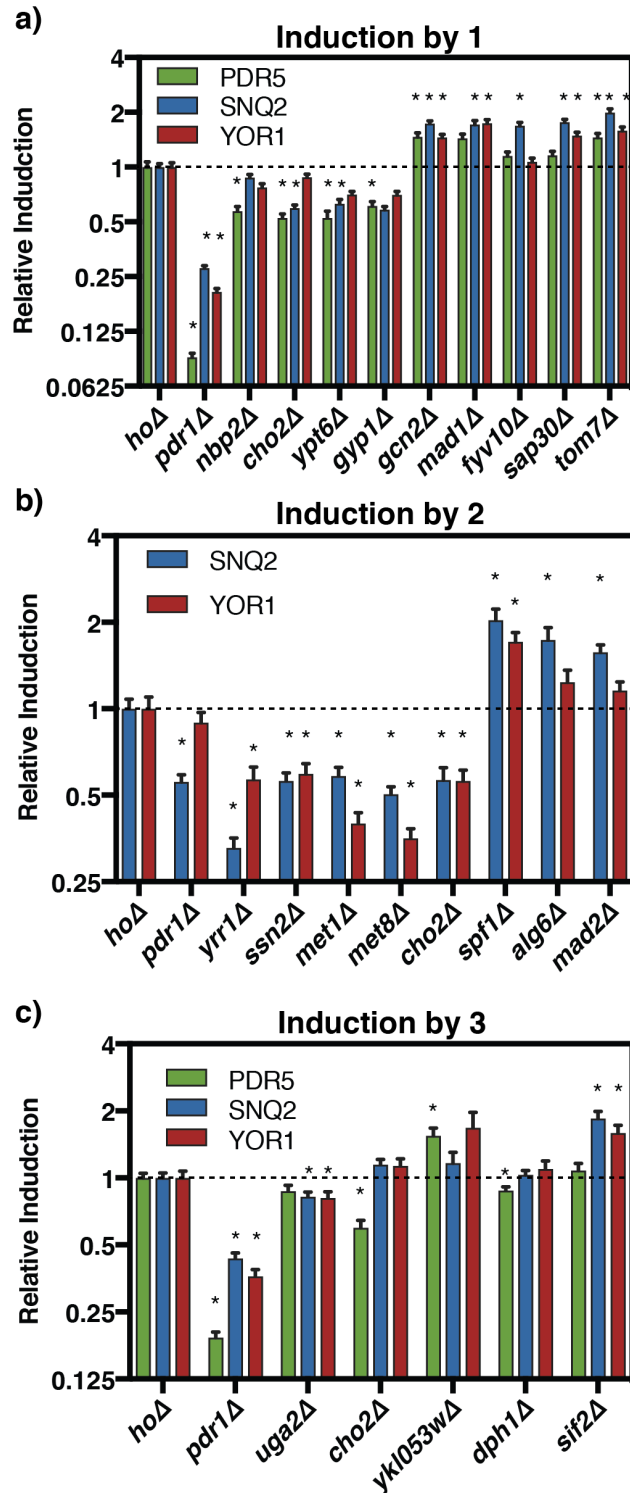 a)
Induction by 1
Relative Indudction
4
2
1
0.5
0.25
0.125
0.0625
PDR5
SNQ2
YOR1
* * * * * * * * * * * * * * * * * * * * *
hoΔ pdr1Δ nbp2Δ cho2Δ ypt6Δ gyp1Δ gcn2Δ mad1Δ fyv10Δ sap30Δ tom7Δ
b)
Induction by 2
Relative Indudction
4
2
1
0.5
0.25
SNQ2
YOR1
* * * * * * * * * * * * * * *
hoΔ pdr1Δ yrr1Δ ssn2Δ met1Δ met8Δ cho2Δ spf1Δ alg6Δ mad2Δ
c)
Induction by 3
Relative Indudction
4
2
1
0.5
0.25
0.125
PDR5
SNQ2
YOR1
* * * * * * * * * *
hoΔ pdr1Δ uga2Δ cho2Δ ykl053wΔ dph1Δ sif2Δ